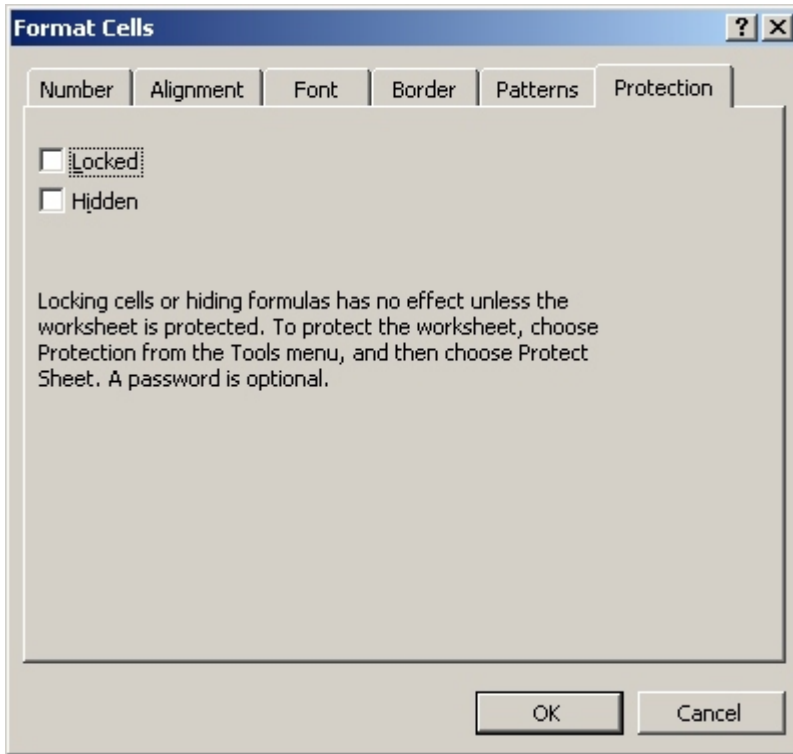 Format Cells
Number Alignment Font Border Patterns Protection
Locked
Hidden
Locking cells or hiding formulas has no effect unless the
worksheet is protected. To protect the worksheet, choose
Protection from the Tools menu, and then choose Protect
Sheet. A password is optional.
OK Cancel